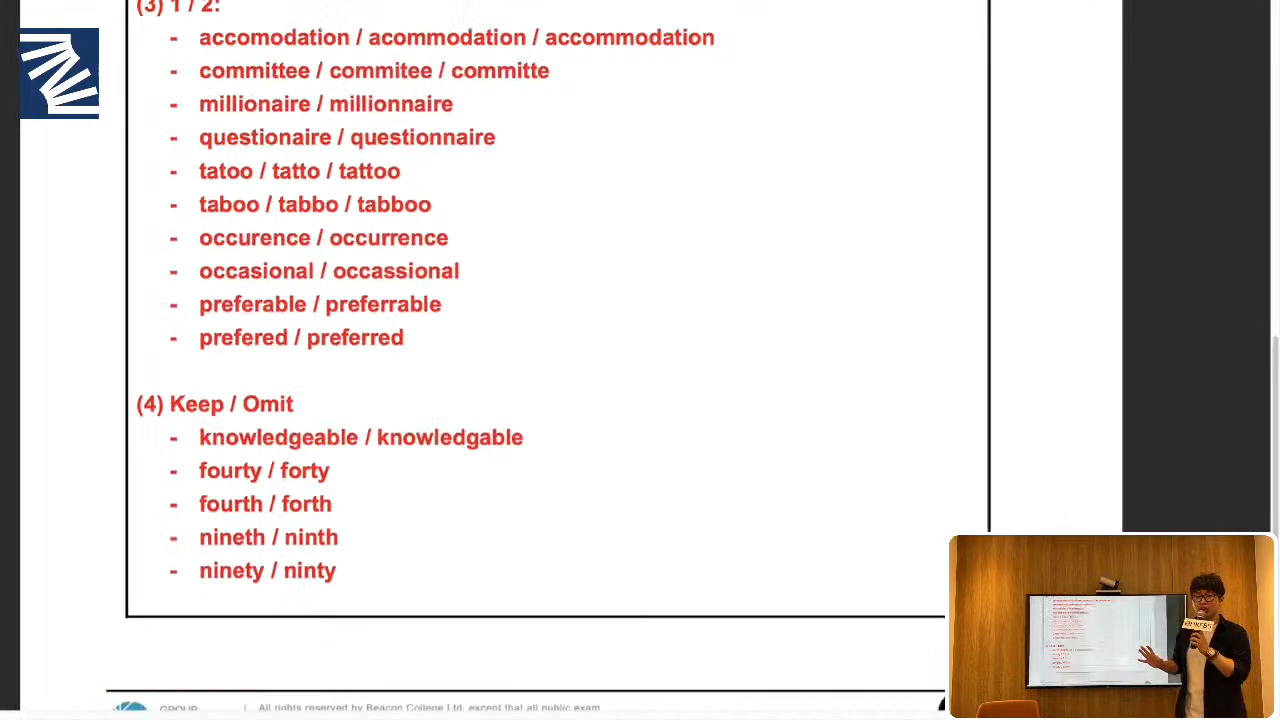 (3) 1 / 2:
- accomodation / acommodation / accommodation
- committee / commitee / committe
- millionaire / millionnaire
- questionaire / questionnaire
- tatoo / tatto / tattoo
- taboo / tabbo / tabboo
- occurence / occurrence
- occasional / occassional
- preferable / preferrable
- prefered / preferred
(4) Keep / Omit
- knowledgeable / knowledgable
- fourty / forty
- fourth / forth
- nineth / ninth
- ninety / ninty
GROUP | All rights reserved by Beacon College Ltd. except that all public exam